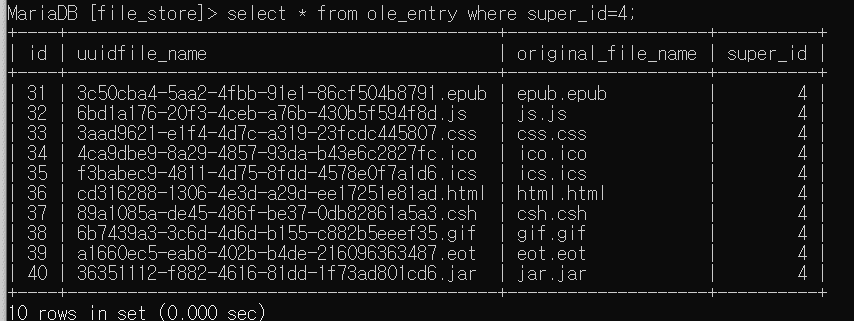 MariaDB [file_store]> select * from ole_entry where super_id=4;
+----+-------------------------------------------+--------------------+----------+
| id | uuidfile_name | original_file_name | super_id |
+----+-------------------------------------------+--------------------+----------+
| 31 | 3c50cba4-5aa2-4fbb-91e1-86cf504b8791.epub | epub.epub | 4 |
| 32 | 6bd1a176-20f3-4ceb-a76b-430b5f594f8d.js | js.js | 4 |
| 33 | 3aad9621-e1f4-4d7c-a319-23fcdc445807.css | css.css | 4 |
| 34 | 4ca9dbe9-8a29-4857-93da-b43e6c2827fc.ico | ico.ico | 4 |
| 35 | f3babec9-4811-4d75-8fdd-4578e0f7a1d6.ics | ics.ics | 4 |
| 36 | cd316288-1306-4e3d-a29d-ee17251e81ad.html | html.html | 4 |
| 37 | 89a1085a-de45-486f-be37-0db82861a5a3.csh | csh.csh | 4 |
| 38 | 6b7439a3-3c6d-4d6d-b155-c882b5eeef35.gif | gif.gif | 4 |
| 39 | a1660ec5-eab8-402b-b4de-216096363487.eot | eot.eot | 4 |
| 40 | 36351112-f882-4616-81dd-1f73ad801cd6.jar | jar.jar | 4 |
+----+-------------------------------------------+--------------------+----------+
10 rows in set (0.000 sec)